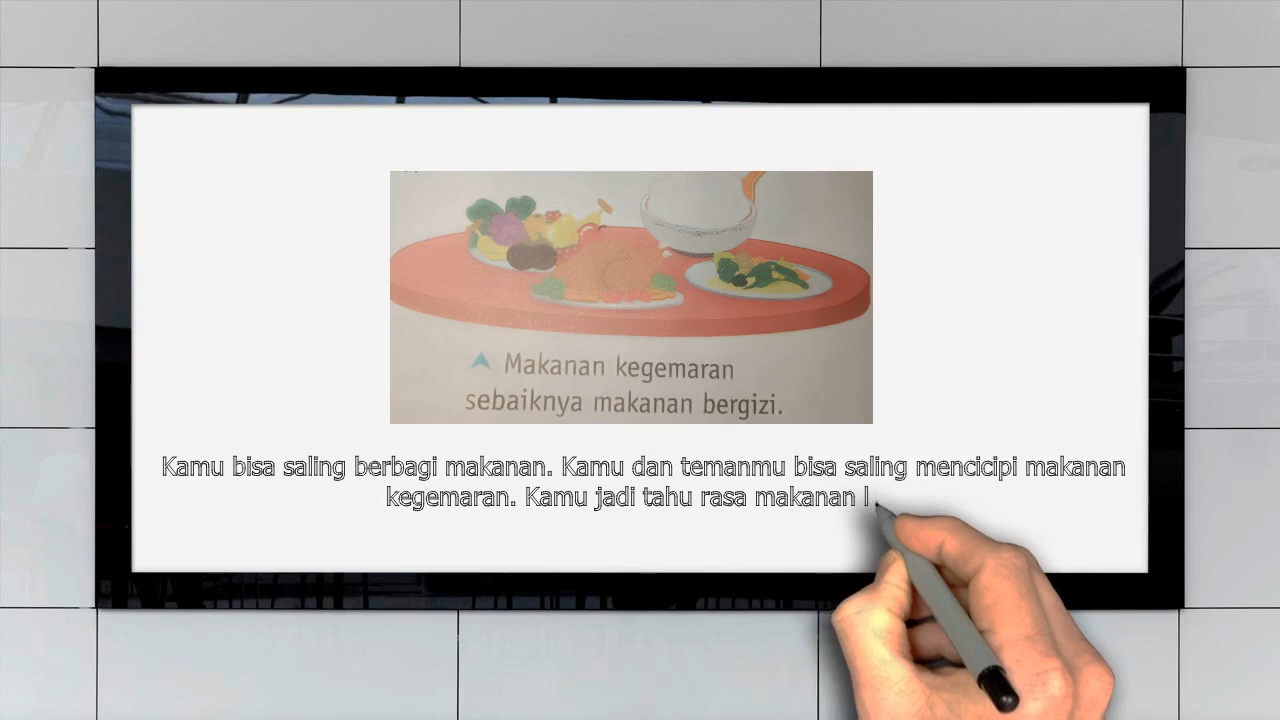 Makanan kegemaran
sebaiknya makanan bergizi.
Kamu bisa saling berbagi makanan. Kamu dan temanmu bisa saling mencicipi makanan
kegemaran. Kamu jadi tahu rasa makanan l